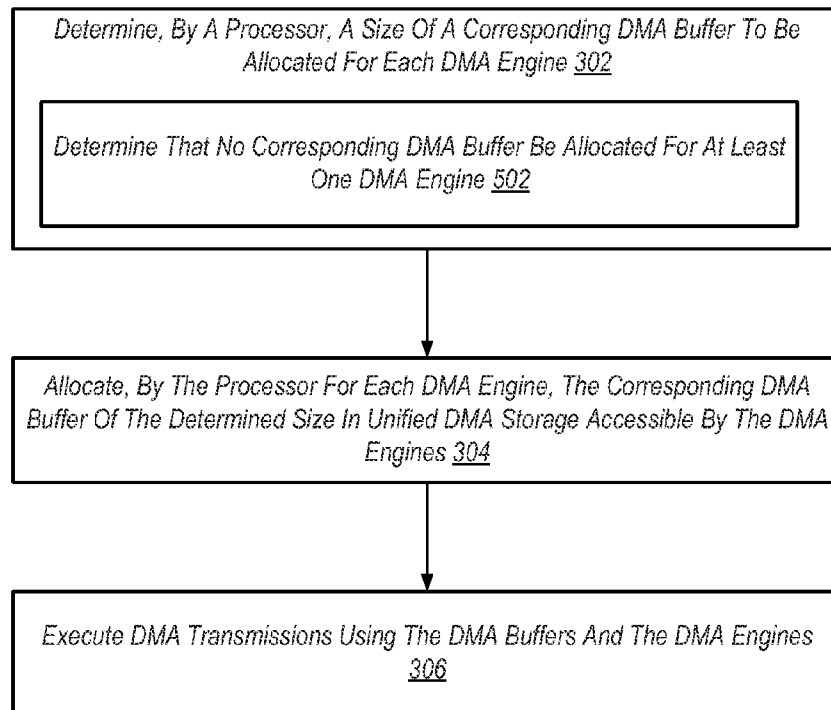 Determine, By A Processor, A Size Of A Corresponding DMA Buffer To Be
Allocated For Each DMA Engine 302
Determine That No Corresponding DMA Buffer Be Allocated For At Least
One DMA Engine 502
Allocate, By The Processor For Each DMA Engine, The Corresponding DMA
Buffer Of The Determined Size In Unified DMA Storage Accessible By The DMA
Engines 304
Execute DMA Transmissions Using The DMA Buffers And The DMA Engines
306